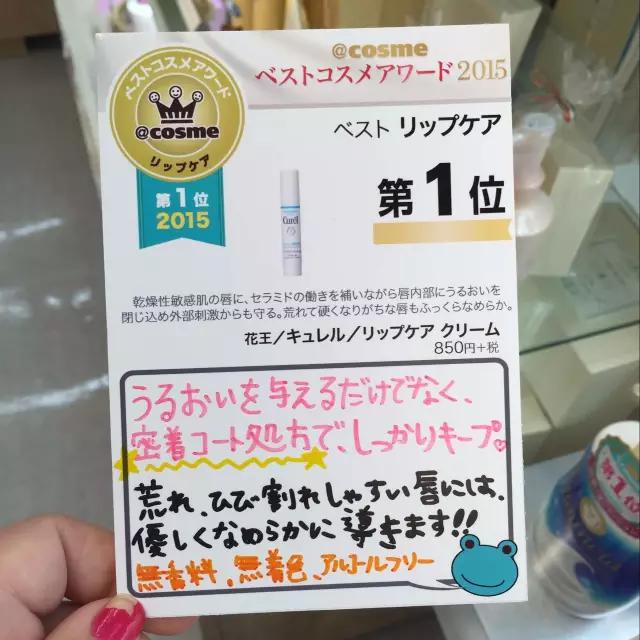 @cosme
ベストコスメアワード2015
ベストコスメアワード
@cosme
リップケア
第1位
2015
ベスト リップケア
第1位
Curél
乾燥性敏感肌の唇に、セラミドの働きを補いながら唇内部にうるおいを
閉じ込め外部刺激からも守る。荒れて硬くなりがちな唇もふっくらなめらか。
花王／キュレル／リップケア クリーム
850円+税
うるおいを与えるだけでなく、
密着コート処方で、しっかりキープ♡
荒れ、ひび割れしやすい唇には、
優しくなめらかに導きます!!
無香料、無着色、アルコールフリー
第1位